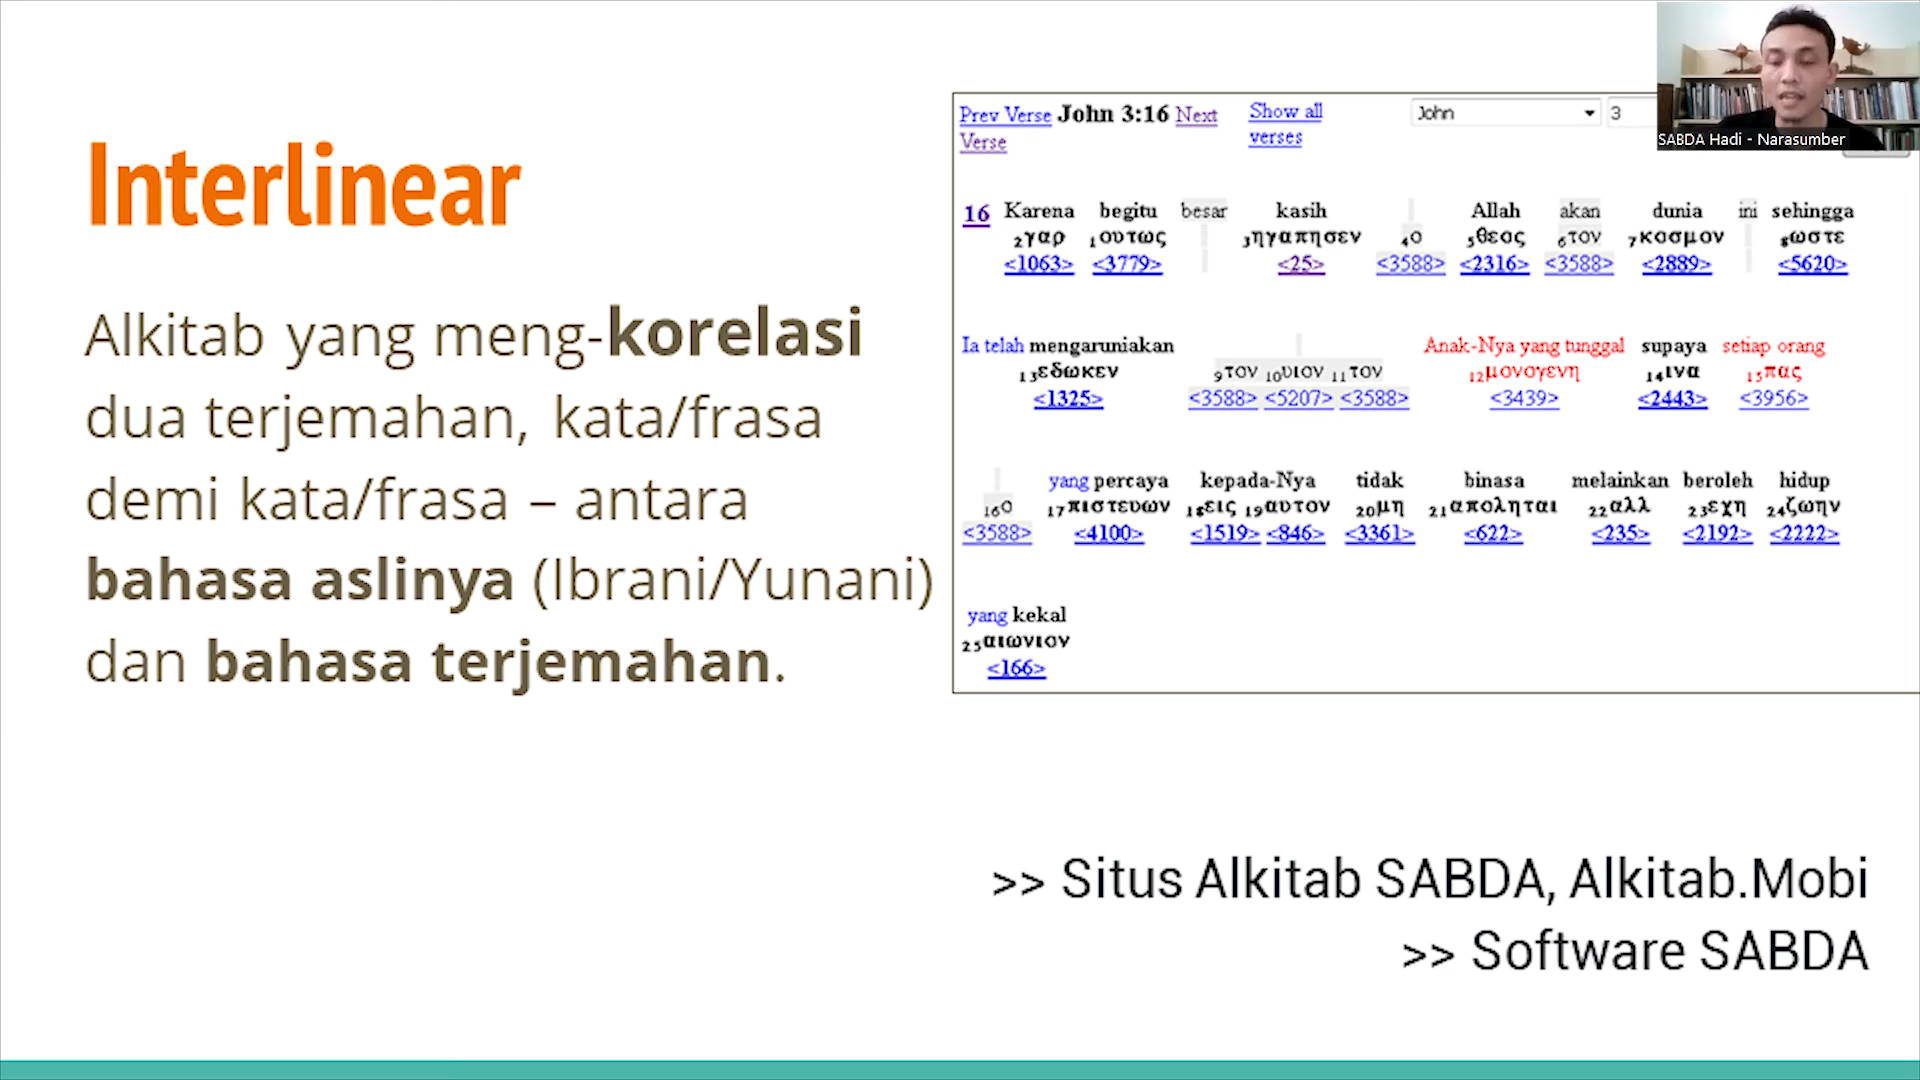 Interlinear
Alkitab yang meng-korelasi
dua terjemahan, kata/frasa
demi kata/frasa – antara
bahasa aslinya (Ibrani/Yunani)
dan bahasa terjemahan.
Prev Verse John 3:16 Next
Verse
Show all
verses
John
3
SABDA Hadi - Narasumber
16 Karena begitu besar kasih Allah akan dunia ini sehingga
2γαρ 1ουτως 3ηγαπησεν 4ο 5θεος 6τον 7κοσμον 8ωστε
<1063> <3779> <25> <3588> <2316> <3588> <2889> <5620>
Ia telah mengaruniakan Anak-Nya yang tunggal supaya setiap orang
13εδωκεν 9τον 10υιον 11τον 12μονογενη 14ινα 15πας
<1325> <3588> <5207> <3588> <3439> <2443> <3956>
yang percaya kepada-Nya tidak binasa melainkan beroleh hidup
16ο 17πιστευων 18εις 19αυτον 20μη 21αποληται 22αλλ 23εχη 24ζωην
<3588> <4100> <1519> <846> <3361> <622> <235> <2192> <2222>
yang kekal
25αιωνιον
<166>
>> Situs Alkitab SABDA, Alkitab.Mobi
>> Software SABDA